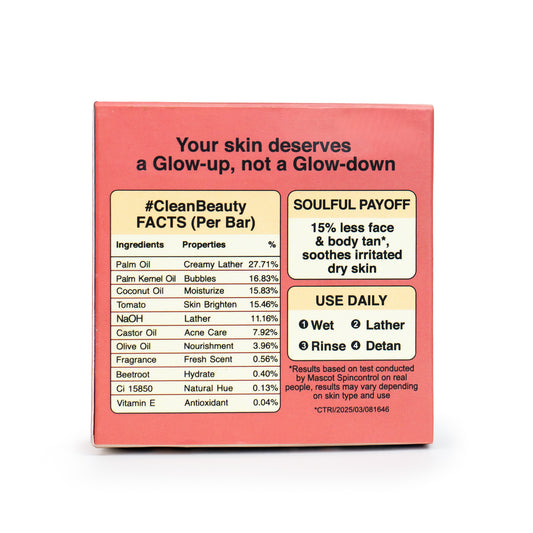 Your skin deserves
a Glow-up, not a Glow-down
#CleanBeauty
FACTS (Per Bar)
Ingredients Properties %
Palm Oil Creamy Lather 27.71%
Palm Kernel Oil Bubbles 16.83%
Coconut Oil Moisturize 15.83%
Tomato Skin Brighten 15.46%
NaOH Lather 11.16%
Castor Oil Acne Care 7.92%
Olive Oil Nourishment 3.96%
Fragrance Fresh Scent 0.56%
Beetroot Hydrate 0.40%
Ci 15850 Natural Hue 0.13%
Vitamin E Antioxidant 0.04%
SOULFUL PAYOFF
15% less face
& body tan*,
soothes irritated
dry skin
USE DAILY
1 Wet 2 Lather
3 Rinse 4 Detan
*Results based on test conducted
by Mascot Spincontrol on real
people, results may vary depending
on skin type and use
*CTRI/2025/03/081646